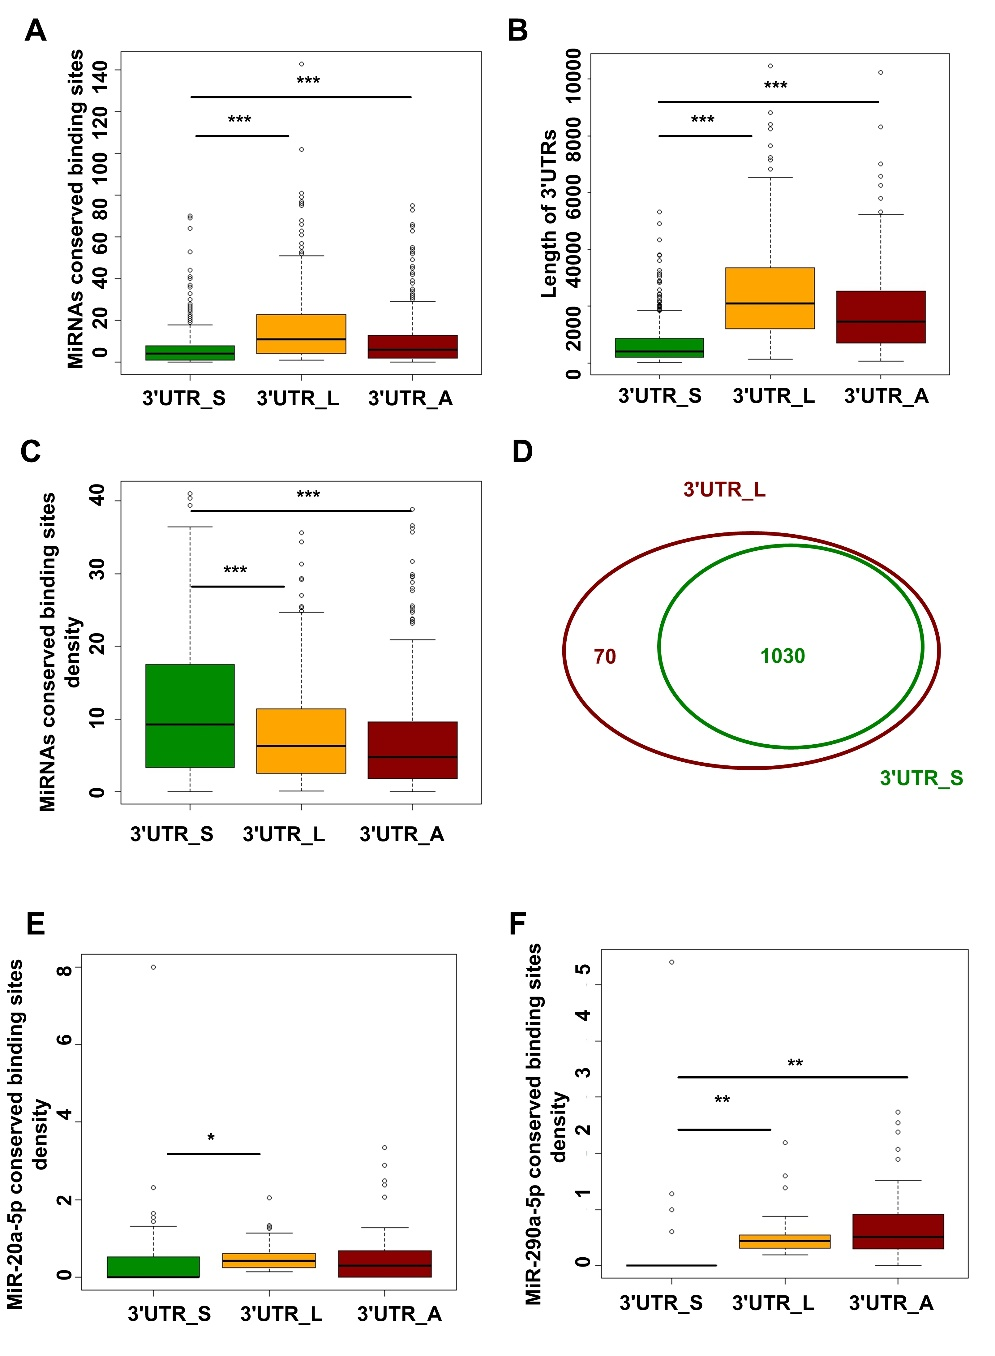 A
MiRNAs conserved binding sites
140
120
100
80
60
40
20
0
***
***
3'UTR_S 3'UTR_L 3'UTR_A
B
Length of 3'UTRs
10000
8000
6000
40000
2000
0
***
***
3'UTR_S 3'UTR_L 3'UTR_A
C
MiRNAs conserved binding sites
density
40
30
20
10
0
***
***
3'UTR_S 3'UTR_L 3'UTR_A
D
3'UTR_L
70
1030
3'UTR_S
E
MiR-20a-5p conserved binding sites
density
8
6
4
2
0
*
3'UTR_S 3'UTR_L 3'UTR_A
F
MiR-290a-5p conserved binding sites
density
5
4
3
2
1
0
**
**
3'UTR_S 3'UTR_L 3'UTR_A